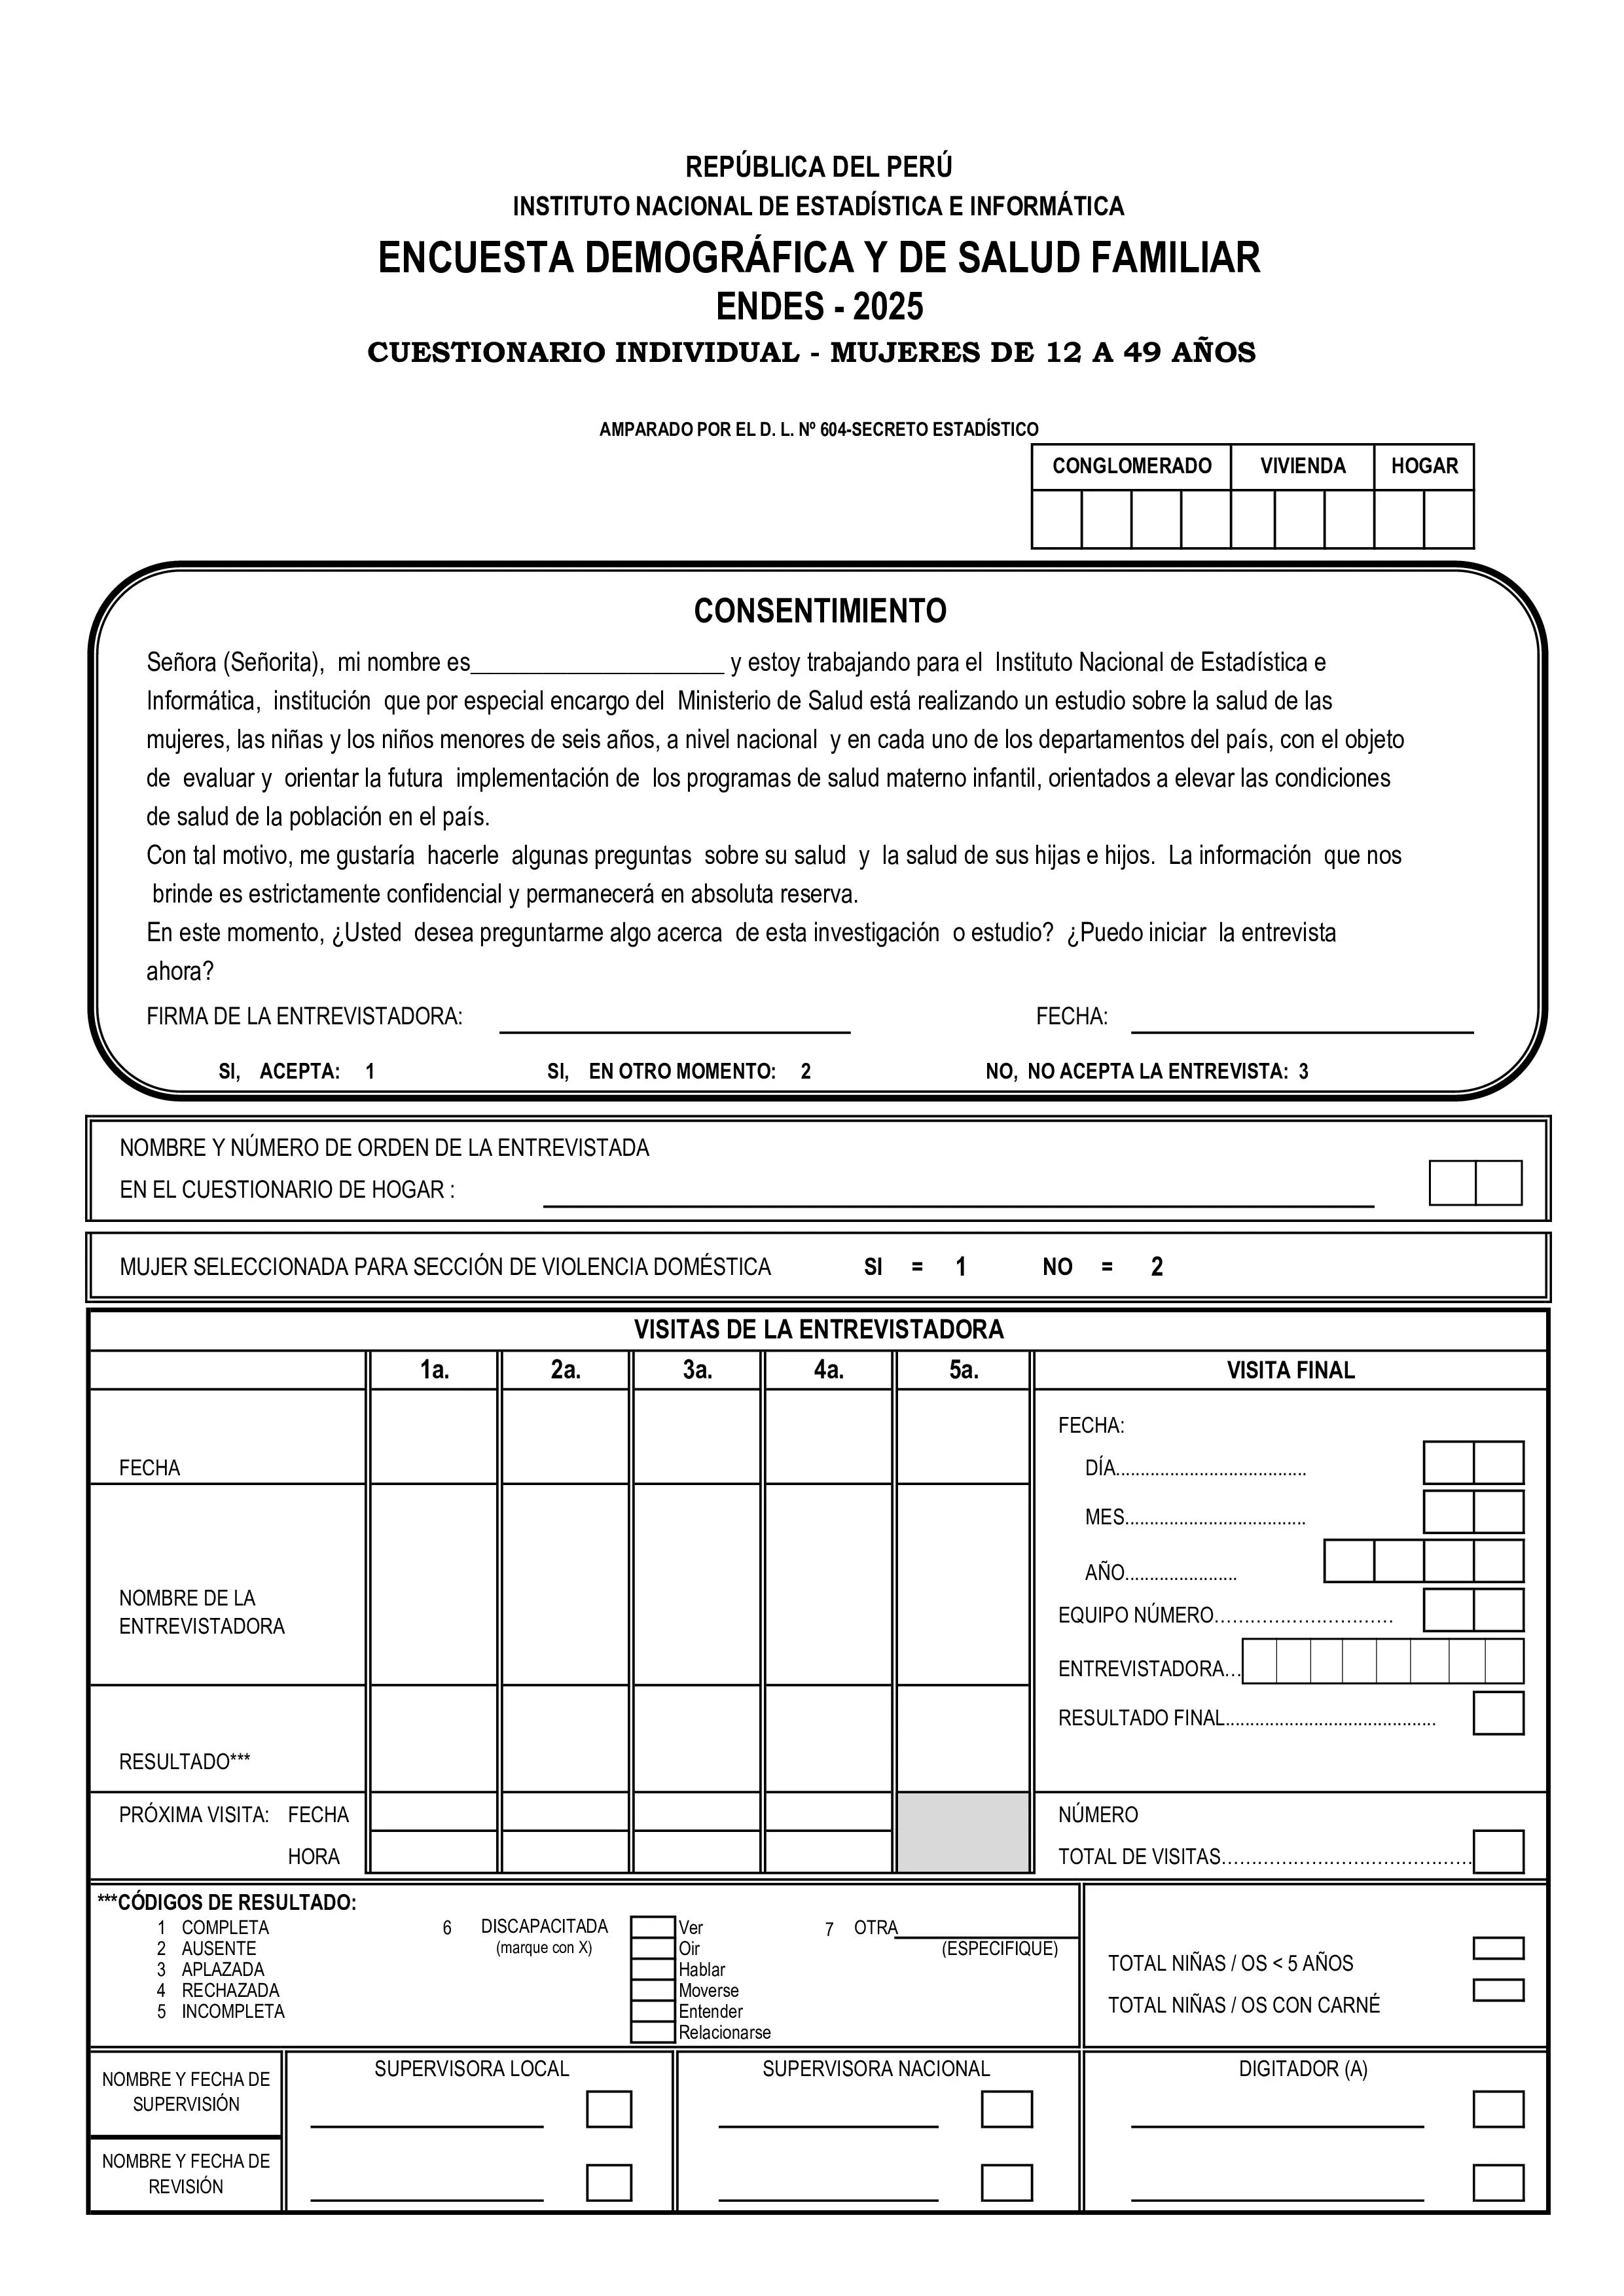 REPÚBLICA DEL PERÚ
INSTITUTO NACIONAL DE ESTADÍSTICA E INFORMÁTICA
ENCUESTA DEMOGRÁFICA Y DE SALUD FAMILIAR
ENDES - 2025
CUESTIONARIO INDIVIDUAL - MUJERES DE 12 A 49 AÑOS
AMPARADO POR EL D. L. Nº 604-SECRETO ESTADÍSTICO
CONGLOMERADO VIVIENDA HOGAR
CONSENTIMIENTO
Señora (Señorita), mi nombre es___________________ y estoy trabajando para el Instituto Nacional de Estadística e
Informática, institución que por especial encargo del Ministerio de Salud está realizando un estudio sobre la salud de las
mujeres, las niñas y los niños menores de seis años, a nivel nacional y en cada uno de los departamentos del país, con el objeto
de evaluar y orientar la futura implementación de los programas de salud materno infantil, orientados a elevar las condiciones
de salud de la población en el país.
Con tal motivo, me gustaría hacerle algunas preguntas sobre su salud y la salud de sus hijas e hijos. La información que nos
brinde es estrictamente confidencial y permanecerá en absoluta reserva.
En este momento, ¿Usted desea preguntarme algo acerca de esta investigación o estudio? ¿Puedo iniciar la entrevista
ahora?
FIRMA DE LA ENTREVISTADORA: FECHA:
SI, ACEPTA: 1 SI, EN OTRO MOMENTO: 2 NO, NO ACEPTA LA ENTREVISTA: 3
NOMBRE Y NÚMERO DE ORDEN DE LA ENTREVISTADA
EN EL CUESTIONARIO DE HOGAR :
MUJER SELECCIONADA PARA SECCIÓN DE VIOLENCIA DOMÉSTICA SI = 1 NO = 2
VISITAS DE LA ENTREVISTADORA
1a. 2a. 3a. 4a. 5a. VISITA FINAL
FECHA:
FECHA DÍA.......................................
MES.....................................
AÑO.......................
NOMBRE DE LA
ENTREVISTADORA
EQUIPO NÚMERO…………………………
ENTREVISTADORA…
RESULTADO FINAL...........................................
RESULTADO***
PRÓXIMA VISITA: FECHA NÚMERO
HORA TOTAL DE VISITAS……………………………………
***CÓDIGOS DE RESULTADO:
1 COMPLETA 6 DISCAPACITADA Ver 7 OTRA
2 AUSENTE (marque con X) Oir (ESPECIFIQUE)
3 APLAZADA Hablar TOTAL NIÑAS / OS < 5 AÑOS
4 RECHAZADA Moverse
5 INCOMPLETA Entender TOTAL NIÑAS / OS CON CARNÉ
Relacionarse
NOMBRE Y FECHA DE
SUPERVISIÓN
SUPERVISORA LOCAL SUPERVISORA NACIONAL DIGITADOR (A)
NOMBRE Y FECHA DE
REVISIÓN